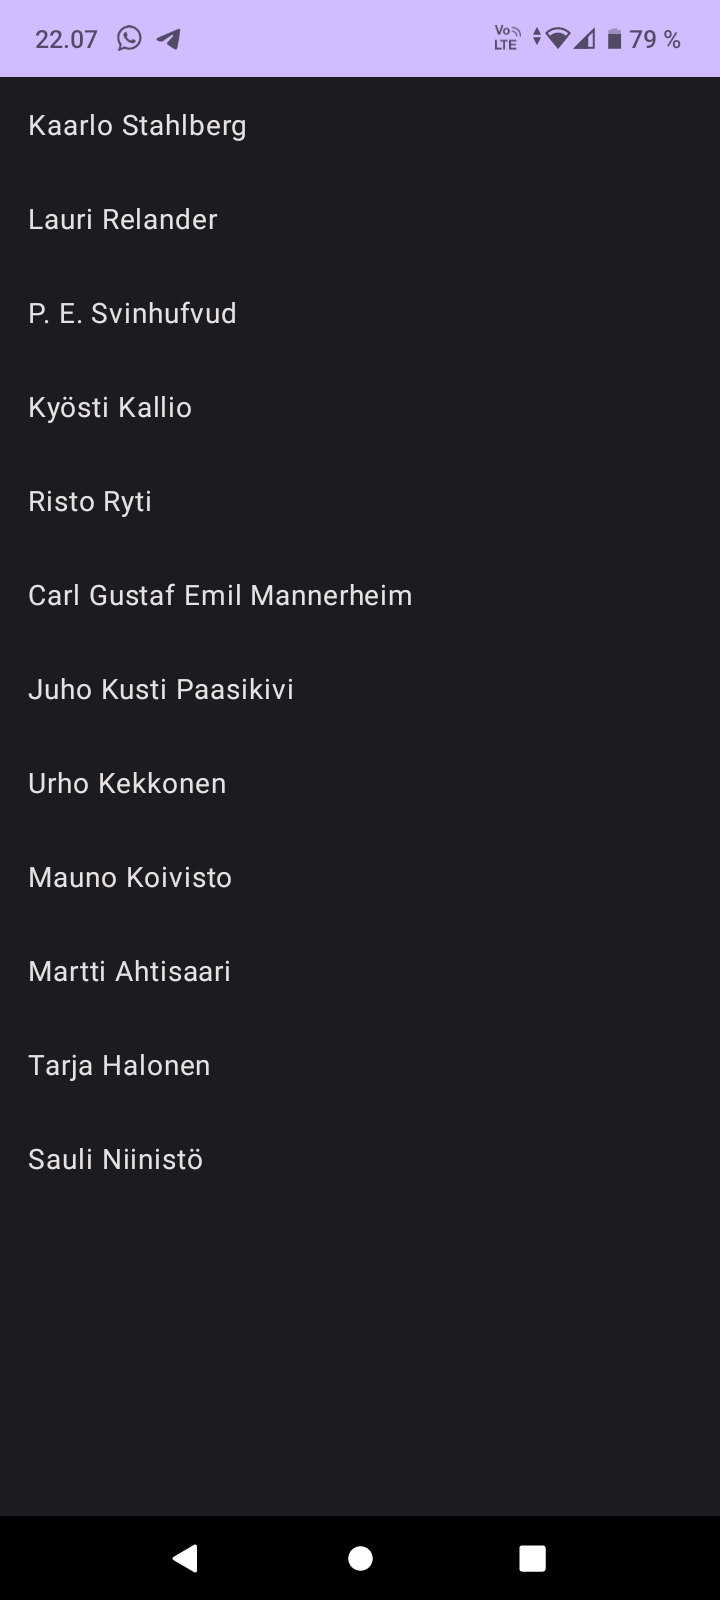 22.07 Vo LTE 79 %
Kaarlo Stahlberg
Lauri Relander
P. E. Svinhufvud
Kyösti Kallio
Risto Ryti
Carl Gustaf Emil Mannerheim
Juho Kusti Paasikivi
Urho Kekkonen
Mauno Koivisto
Martti Ahtisaari
Tarja Halonen
Sauli Niinistö